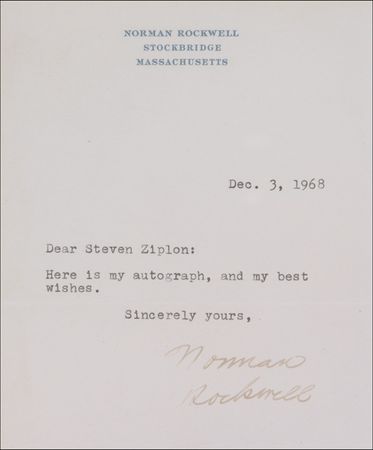 NORMAN ROCKWELL
STOCKBRIDGE
MASSACHUSETTS
Dec. 3, 1968
Dear Steven Ziplon:
Here is my autograph, and my best
wishes.
Sincerely yours,
Norman
Rockwell